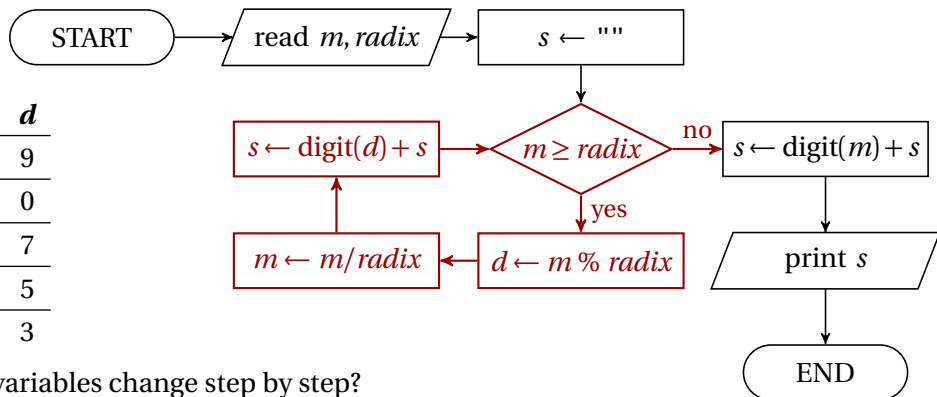 START
read m, radix
s ← ""
d
9
0
7
5
3
s ← digit(d) + s
m ≥ radix
no
s ← digit(m) + s
yes
m ← m / radix
d ← m % radix
print s
variables change step by step?
END